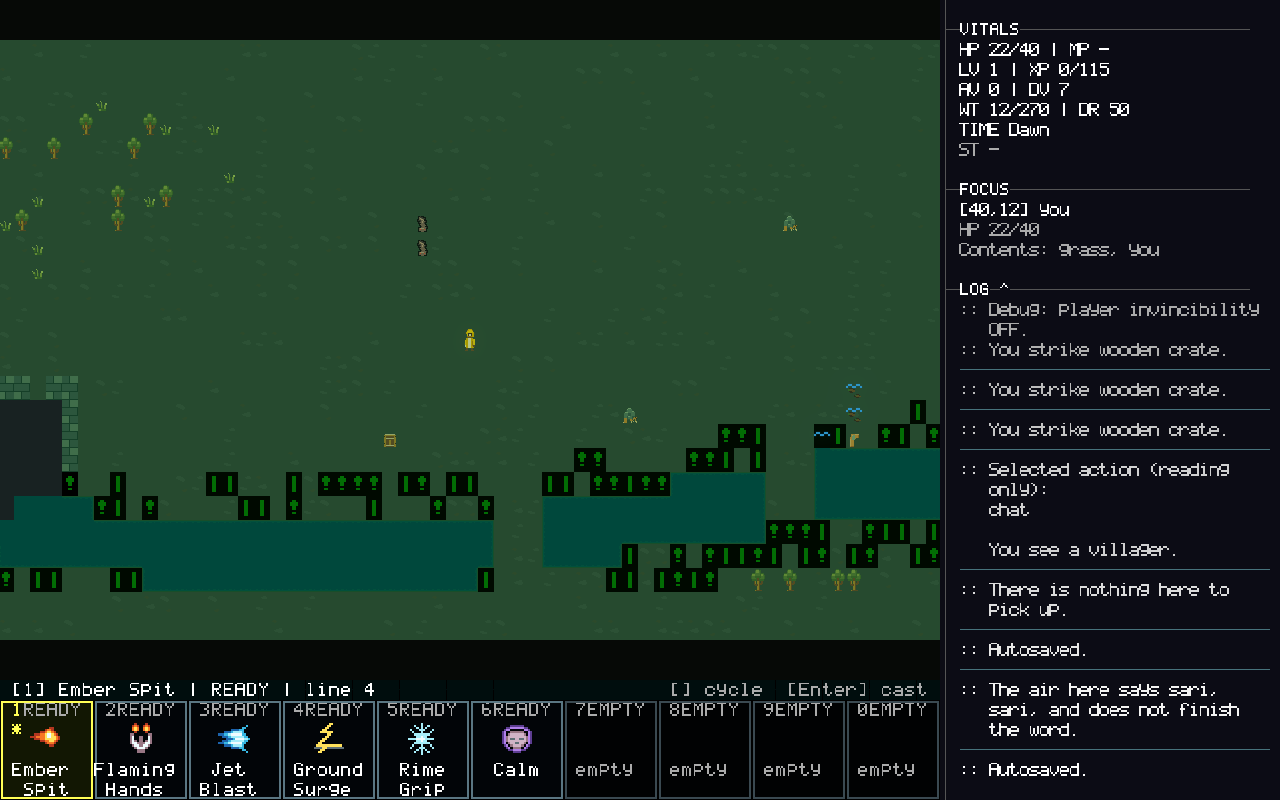 VITALS
HP 22/40 | MP -
LV 1 | XP 0/115
AV 0 | DV 7
WT 12/270 | DR 50
TIME Dawn
ST -
FOCUS
[40,12] You
HP 22/40
Contents: grass, You
LOG ^
:: Debug: Player invincibility
OFF.
:: You strike wooden crate.
:: You strike wooden crate.
:: You strike wooden crate.
:: Selected action (reading
only):
chat
You see a villager.
:: There is nothing here to
Pick up.
:: Autosaved.
:: The air here says sari,
sari, and does not finish
the word.
:: Autosaved.
[1] Ember Spit | READY | line 4
[] cycle [Enter] cast
1READY 2READY 3READY 4READY 5READY 6READY 7EMPTY 8EMPTY 9EMPTY 0EMPTY
*
Ember Flaming Jet Ground Rime Calm empty empty empty empty
Spit Hands Blast Surge Grip